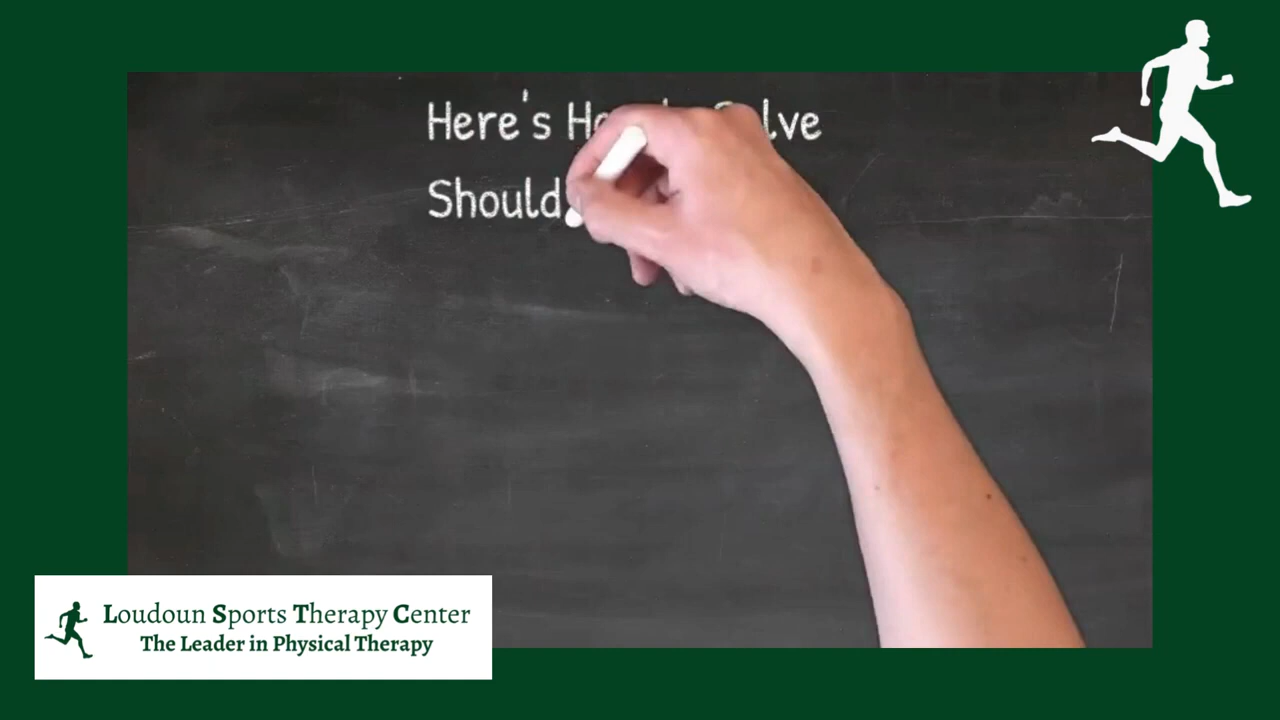 Here's
Should
Loudoun Sports Therapy Center
The Leader in Physical Therapy